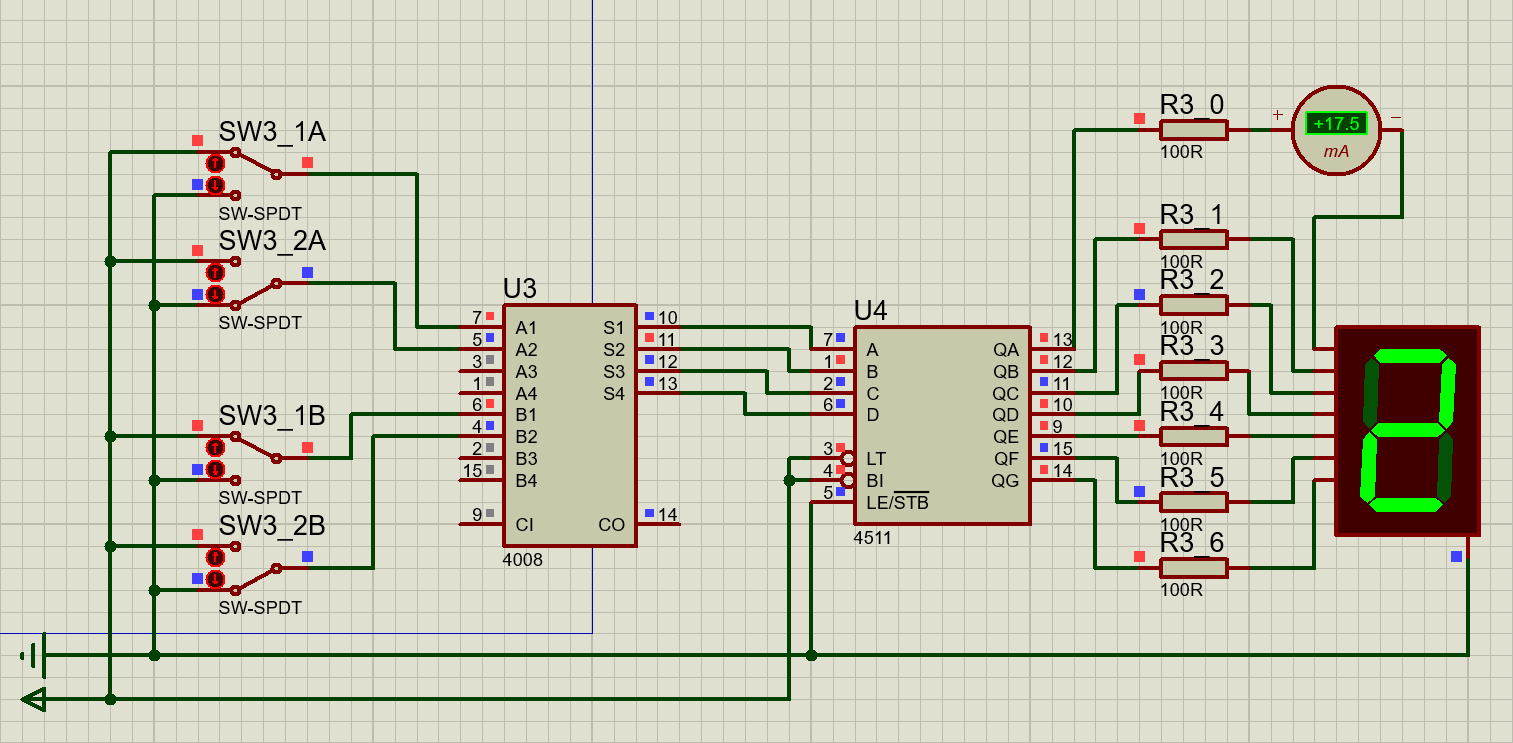 SW3_1A
SW-SPDT
SW3_2A
SW-SPDT
SW3_1B
SW-SPDT
SW3_2B
SW-SPDT
U3
7 A1 S1 10
5 A2 S2 11
3 A3 S3 12
1 A4 S4 13
6 B1
4 B2
2 B3
15 B4
9 CI CO 14
4008
U4
7 A QA 13
1 B QB 12
2 C QC 11
6 D QD 10
QE 9
3 LT QF 15
4 BI QG 14
5 LE/STB
4511
R3_0
100R
+ +17.5 −
mA
R3_1
100R
R3_2
100R
R3_3
100R
R3_4
100R
R3_5
100R
R3_6
100R
2